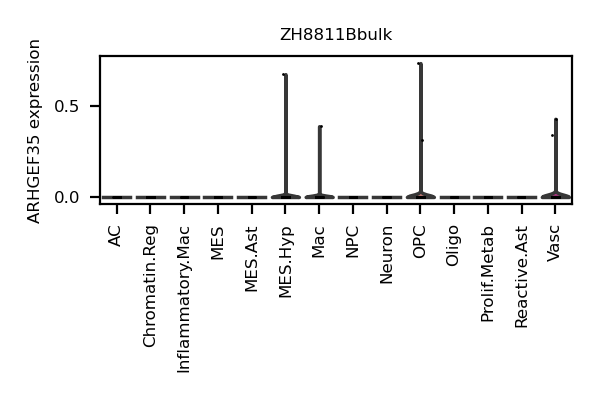 ZH8811Bbulk
ARHGEF35 expression
0.5
0.0
AC
Chromatin.Reg
Inflammatory.Mac
MES
MES.Ast
MES.Hyp
Mac
NPC
Neuron
OPC
Oligo
Prolif.Metab
Reactive.Ast
Vasc